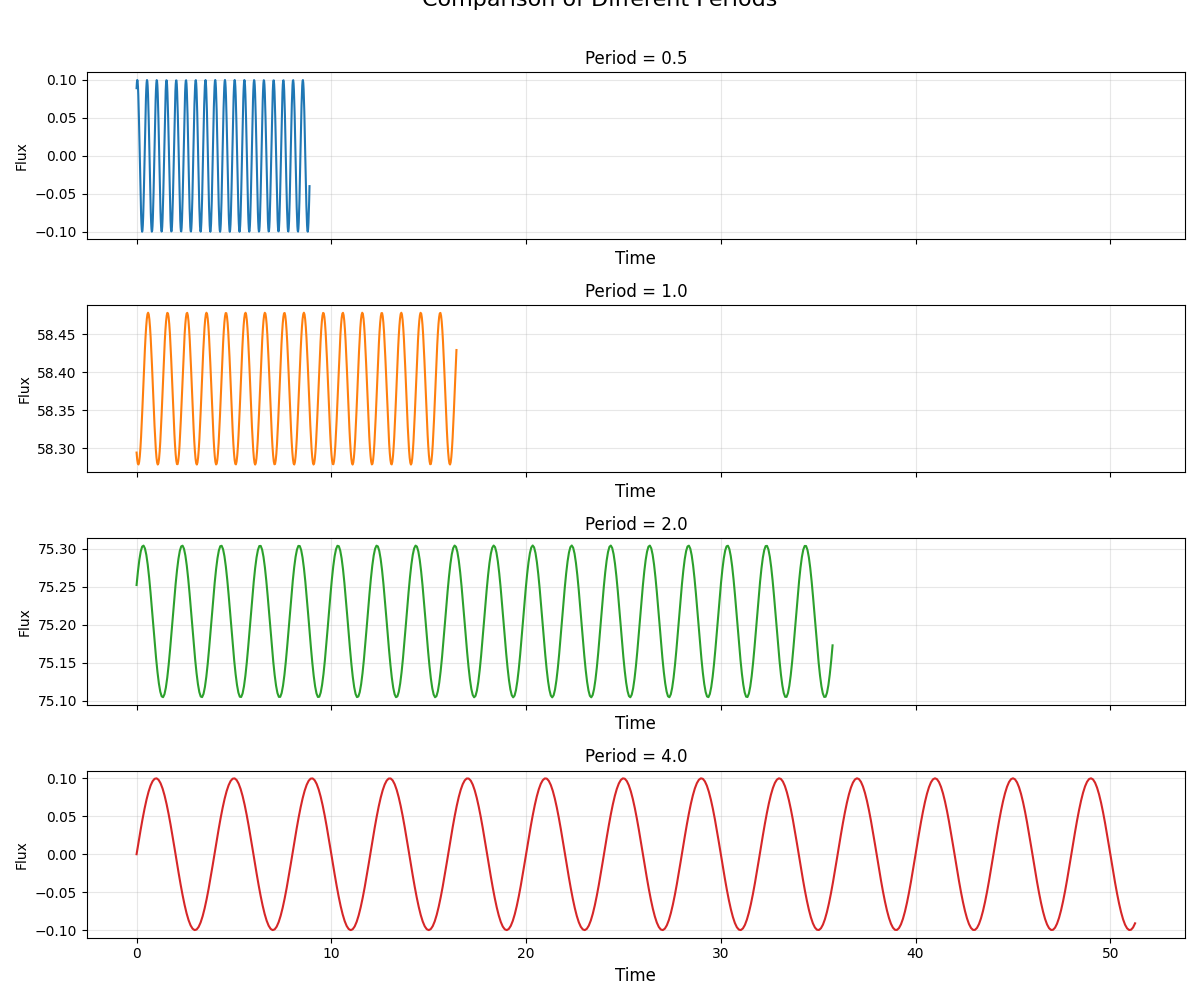 Comparison of Different Periods
Period = 0.5
0.10
0.05
0.00
−0.05
−0.10
Flux
Time
Period = 1.0
58.45
58.40
58.35
58.30
Flux
Time
Period = 2.0
75.30
75.25
75.20
75.15
75.10
Flux
Time
Period = 4.0
0.10
0.05
0.00
−0.05
−0.10
Flux
0 10 20 30 40 50
Time